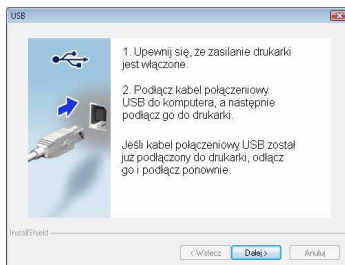 USB
1. Upewnij się, że zasilanie drukarki
jest włączone.
2. Podłącz kabel połączeniowy
USB do komputera, a następnie
podłącz go do drukarki.
Jeśli kabel połączeniowy USB został
już podłączony do drukarki, odłącz
go i podłącz ponownie.
InstallShield
< Wstecz Dalej > Anuluj